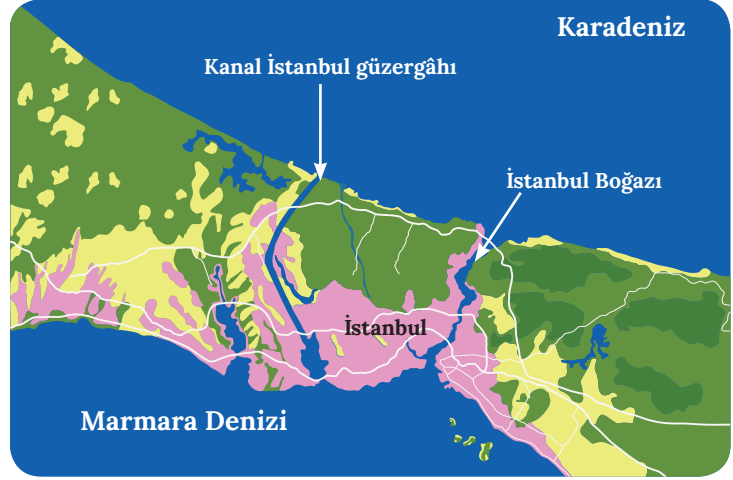 Karadeniz
Kanal İstanbul güzergâhı
İstanbul Boğazı
İstanbul
Marmara Denizi